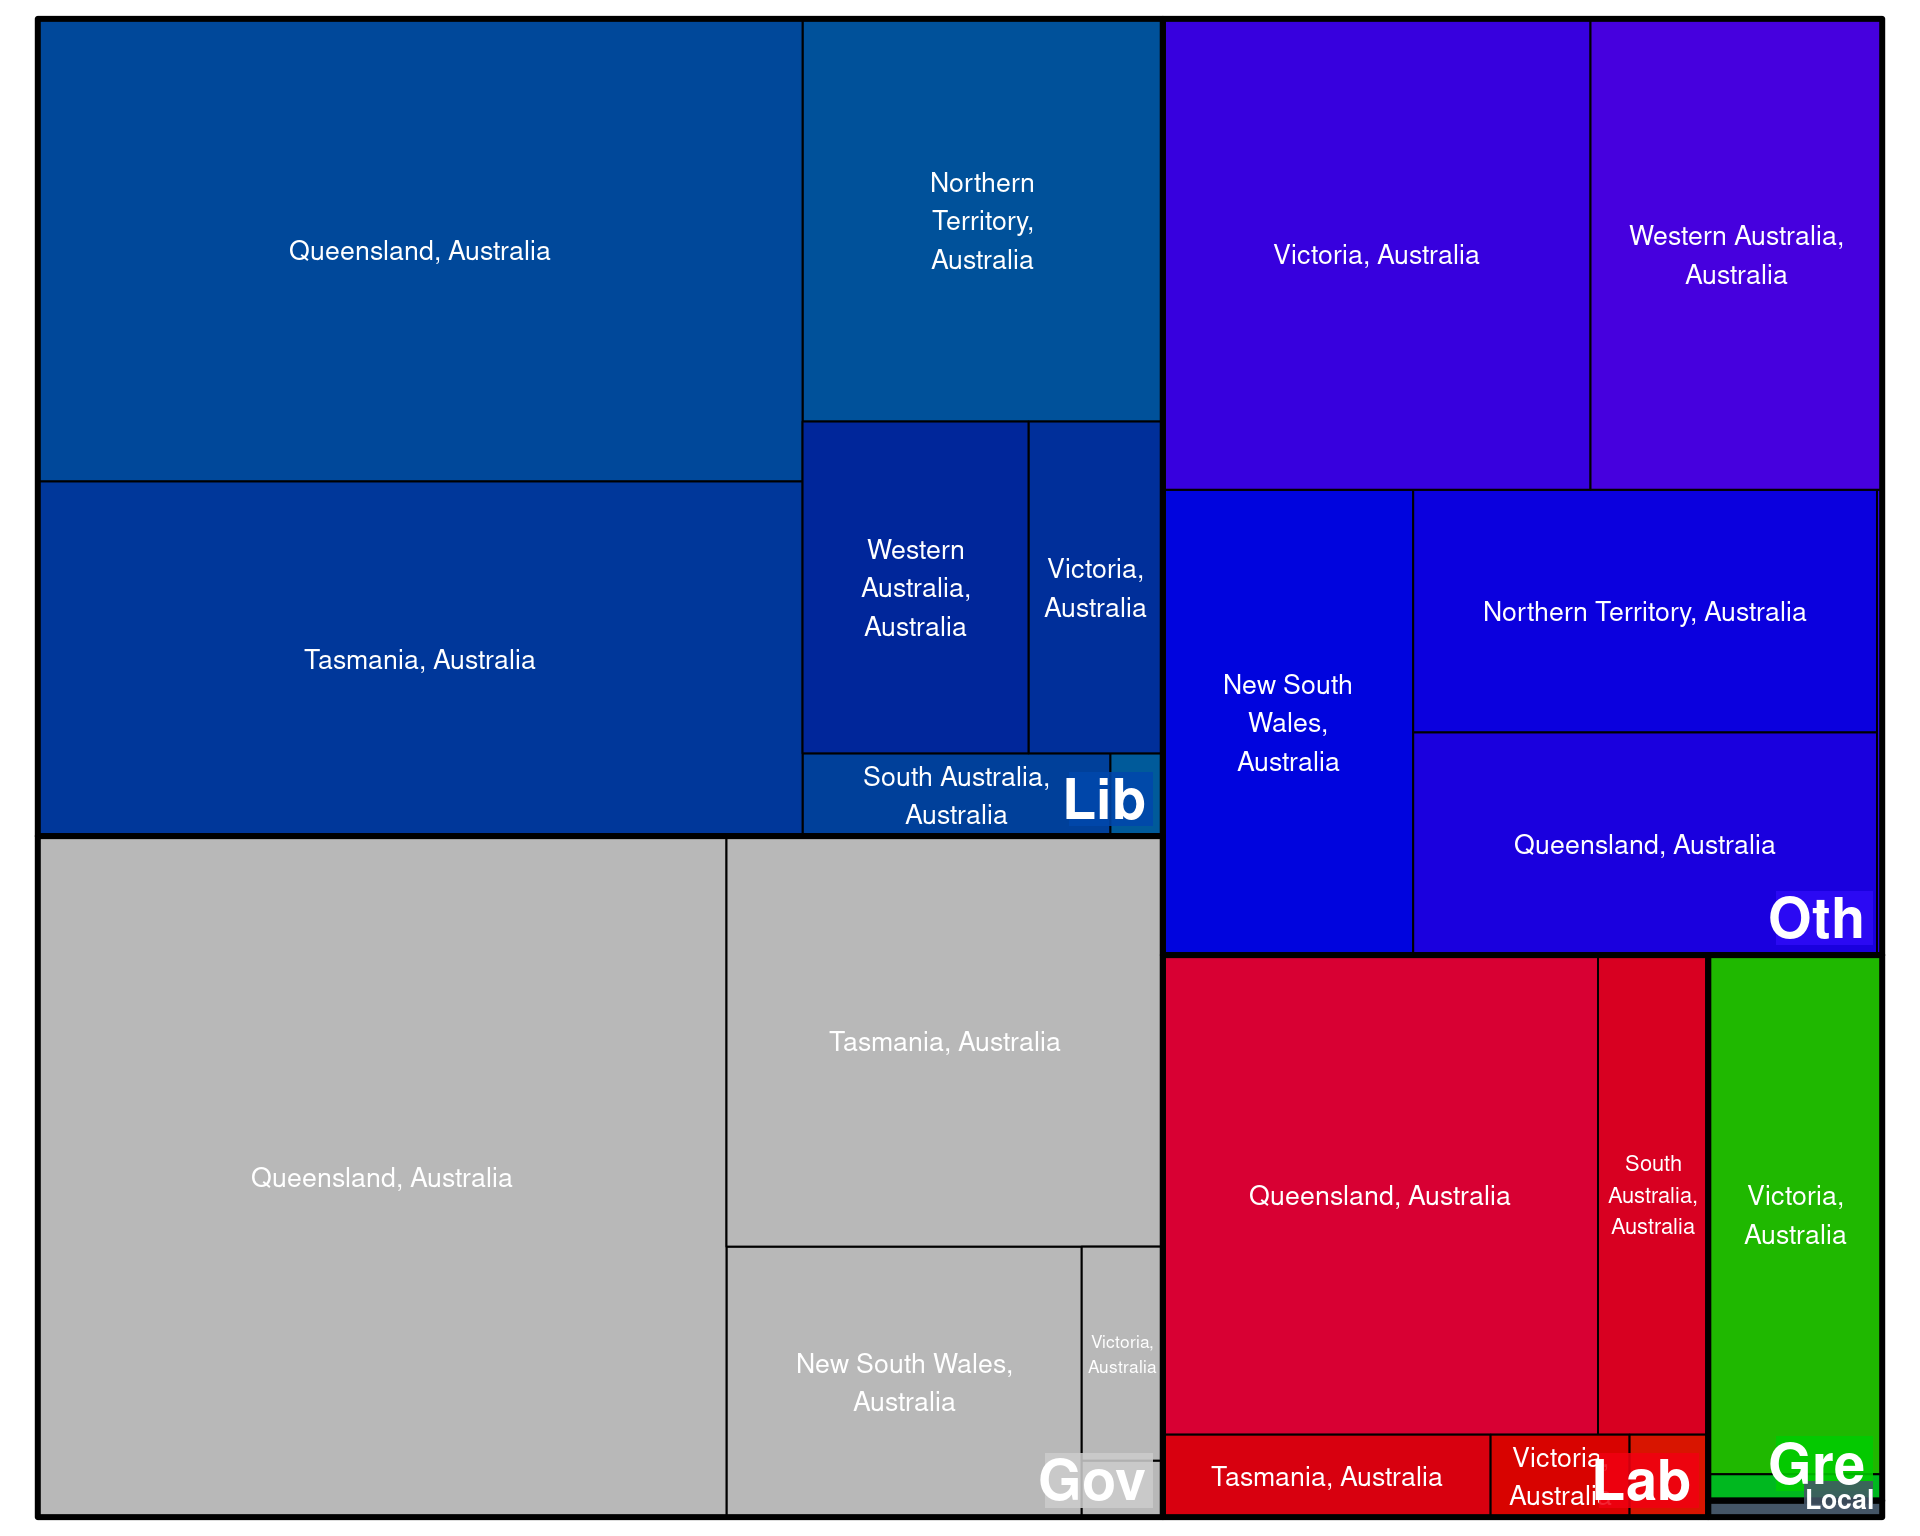 Queensland, Australia
Northern
Territory,
Australia
Tasmania, Australia
Western
Australia,
Australia
Victoria,
Australia
South Australia,
Australia
Lib
Victoria, Australia
Western Australia,
Australia
New South
Wales,
Australia
Northern Territory, Australia
Queensland, Australia
Oth
Queensland, Australia
Tasmania, Australia
New South Wales,
Australia
Victoria,
Australia
Gov
Queensland, Australia
South
Australia,
Australia
Tasmania, Australia
Victoria,
Australia
Lab
Victoria,
Australia
Gre
Local